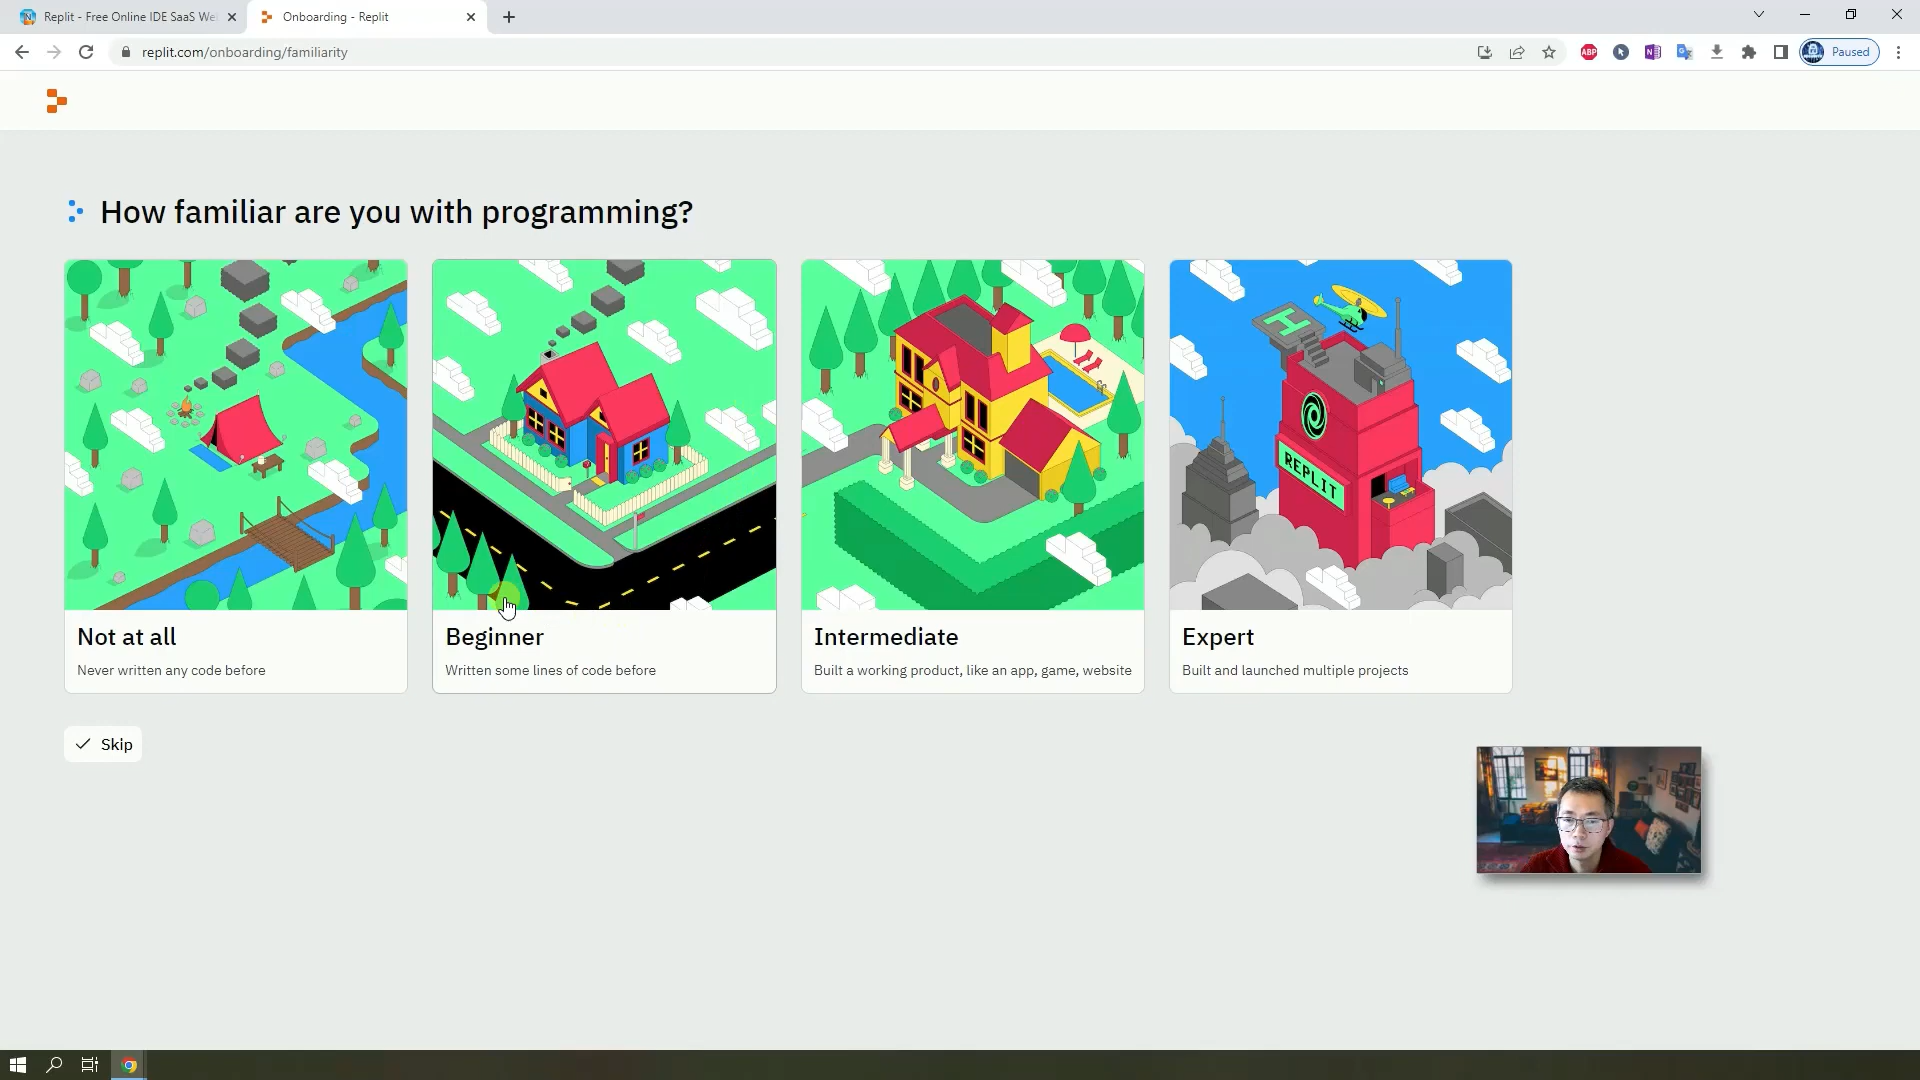 Replit - Free Online IDE SaaS We
Onboarding - Replit
replit.com/onboarding/familiarity
ABP
Paused
How familiar are you with programming?
H
REPLIT
Not at all
Never written any code before
Beginner
Written some lines of code before
Intermediate
Built a working product, like an app, game, website
Expert
Built and launched multiple projects
Skip